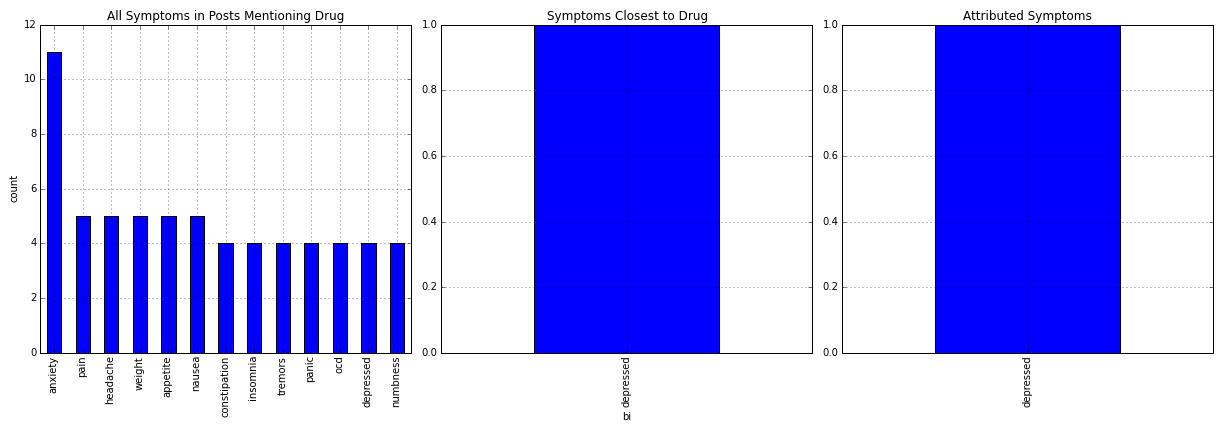 All Symptoms in Posts Mentioning Drug
12
10
8
6
4
2
0
count
anxiety
pain
headache
weight
appetite
nausea
constipation
insomnia
tremors
panic
ocd
depressed
numbness
Symptoms Closest to Drug
1.0
0.8
0.6
0.4
0.2
0.0
depressed
bi
Attributed Symptoms
1.0
0.8
0.6
0.4
0.2
0.0
depressed